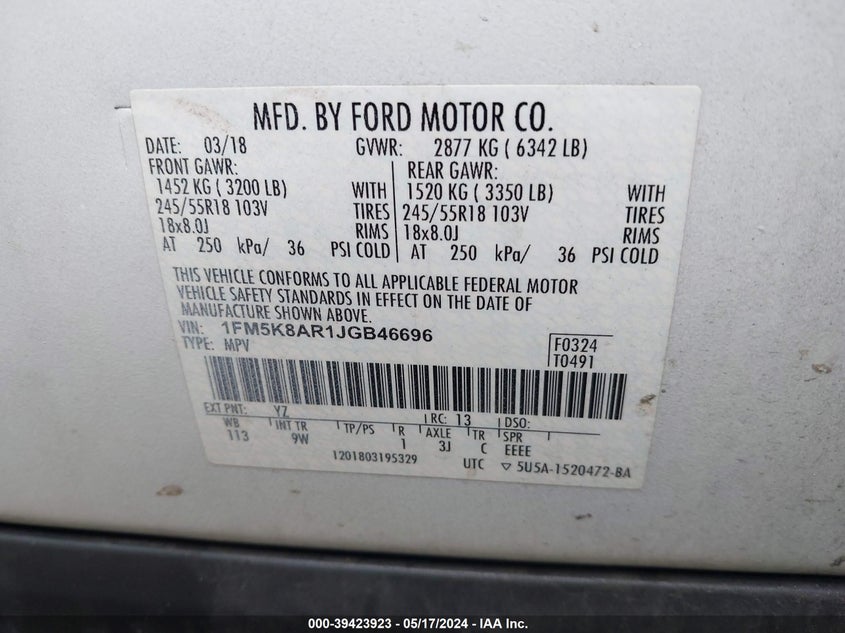 MFD. BY FORD MOTOR CO.
DATE: 03/18 GVWR: 2877 KG ( 6342 LB)
FRONT GAWR: REAR GAWR:
1452 KG ( 3200 LB) WITH 1520 KG ( 3350 LB) WITH
245/55R18 103V TIRES 245/55R18 103V TIRES
18x8.0J RIMS 18x8.0J RIMS
AT 250 kPa/ 36 PSI COLD AT 250 kPa/ 36 PSI COLD
THIS VEHICLE CONFORMS TO ALL APPLICABLE FEDERAL MOTOR
VEHICLE SAFETY STANDARDS IN EFFECT ON THE DATE OF
MANUFACTURE SHOWN ABOVE.
VIN: 1FM5K8AR1JGB46696
TYPE: MPV F0324
T0491
EXT PNT: YZ RC: 13 DSO:
WB INT TR TP/PS R AXLE TR SPR
113 9W 1 3J C EEEE
1201803195329 UTC ▽ 5U5A-1520472-BA
000-39423923 - 05/17/2024 - IAA Inc.